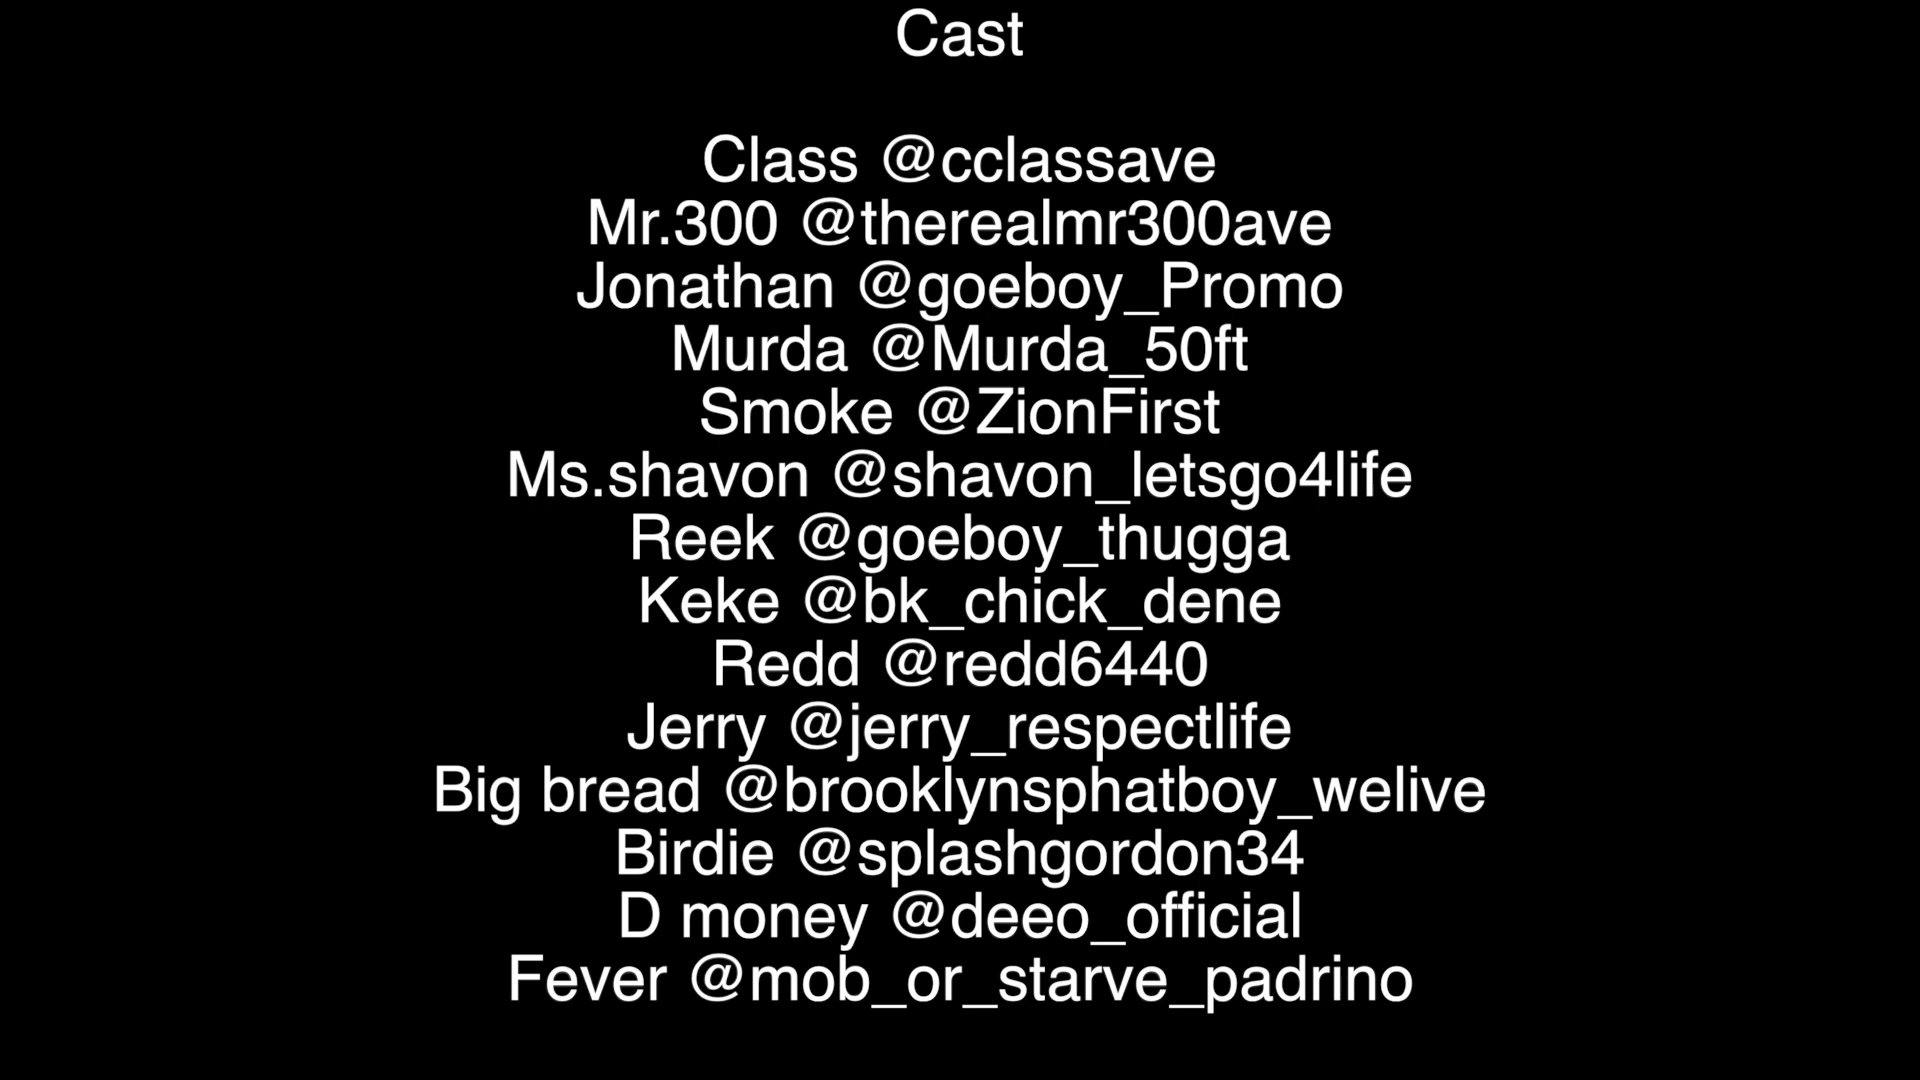 Cast
Class @cclassave
Mr.300 @therealmr300ave
Jonathan @goeboy_Promo
Murda @Murda_50ft
Smoke @ZionFirst
Ms.shavon @shavon_letsgo4life
Reek @goeboy_thugga
Keke @bk_chick_dene
Redd @redd6440
Jerry @jerry_respectlife
Big bread @brooklynsphatboy_welive
Birdie @splashgordon34
D money @deeo_official
Fever @mob_or_starve_padrino